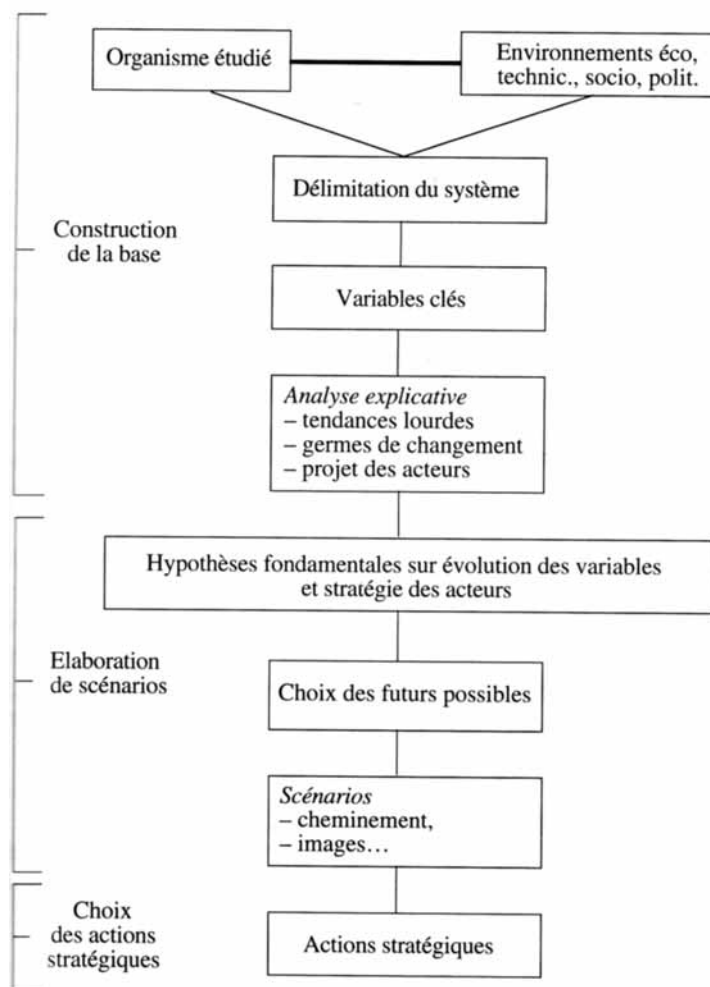 Organisme étudié
Environnements éco,
technic., socio, polit.
Délimitation du système
Construction
de la base
Variables clés
Analyse explicative
– tendances lourdes
– germes de changement
– projet des acteurs
Hypothèses fondamentales sur évolution des variables
et stratégie des acteurs
Elaboration
de scénarios
Choix des futurs possibles
Scénarios
– cheminement,
– images...
Choix
des actions
stratégiques
Actions stratégiques